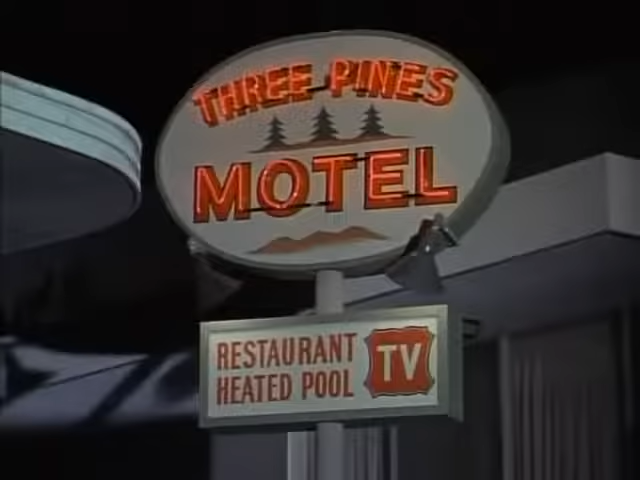 THREE PINES
MOTEL
RESTAURANT
HEATED POOL
TV